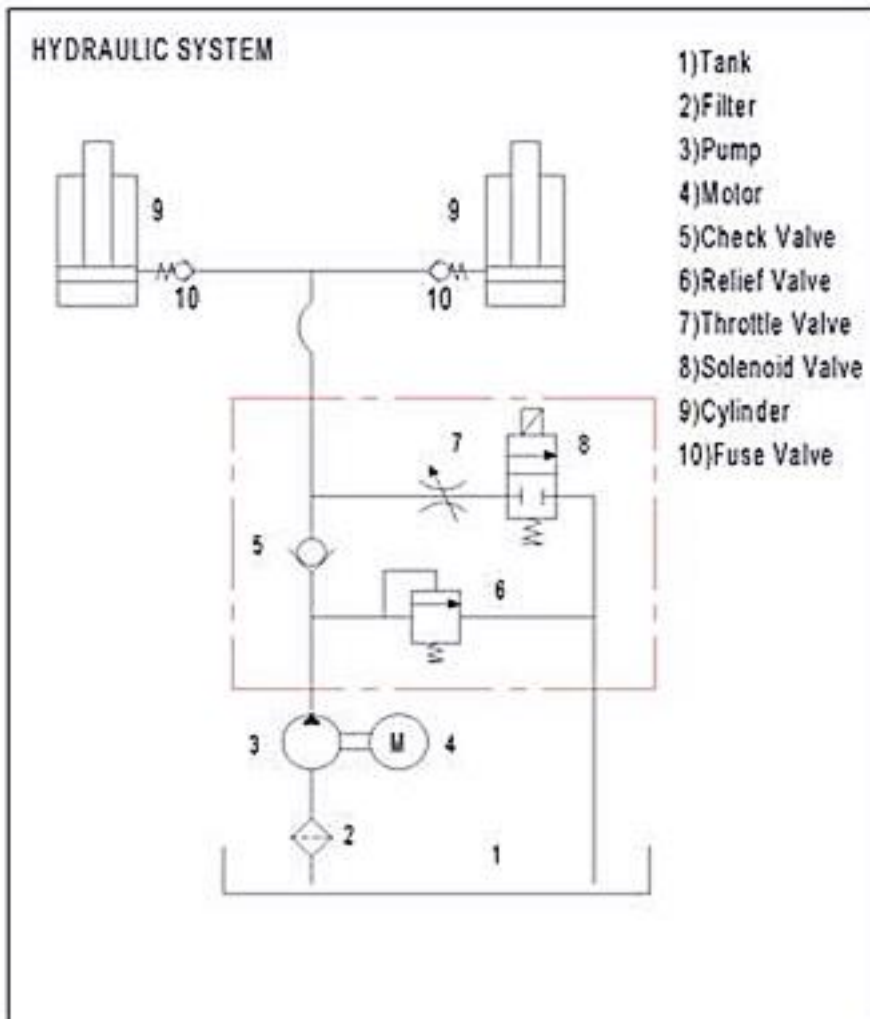 HYDRAULIC SYSTEM
1)Tank
2)Filter
3)Pump
4)Motor
5)Check Valve
6)Relief Valve
7)Throttle Valve
8)Solenoid Valve
9)Cylinder
10)Fuse Valve
9
9
10
10
7
8
5
6
3
M
4
2
1